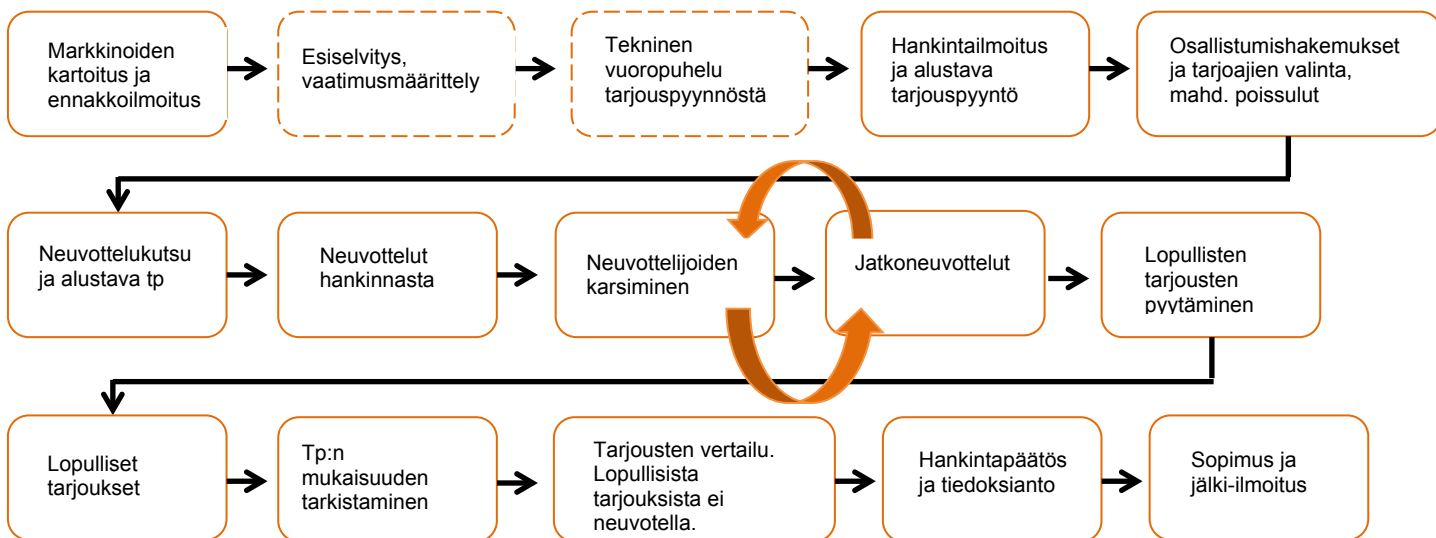 Markkinoiden
kartoitus ja
ennakkoilmoitus
Esiselvitys,
vaatimusmäärittely
Tekninen
vuoropuhelu
tarjouspyynnöstä
Hankintailmoitus
ja alustava
tarjouspyyntö
Osallistumishakemukset
ja tarjoajien valinta,
mahd. poissulut
Neuvottelukutsu
ja alustava tp
Neuvottelut
hankinnasta
Neuvottelijoiden
karsiminen
Jatkoneuvottelut
Lopullisten
tarjousten
pyytäminen
Lopulliset
tarjoukset
Tp:n
mukaisuuden
tarkistaminen
Tarjousten vertailu.
Lopullisista
tarjouksista ei
neuvotella.
Hankintapäätös
ja tiedoksianto
Sopimus ja
jälki-ilmoitus